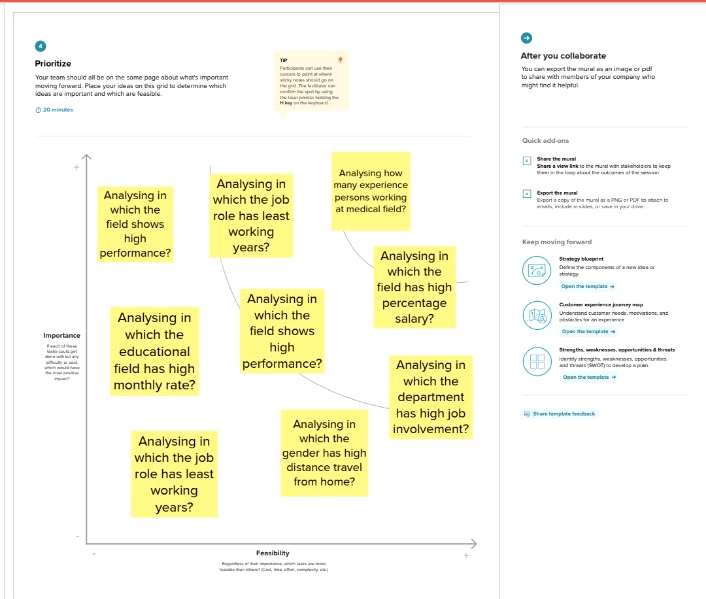 4
Prioritize
Your team should all be on the same page about what's important
moving forward. Place your ideas on this grid to determine which
ideas are important and which are feasible.
20 minutes
TIP
Participants can use their
cursors to point at where
sticky notes should go on
the grid. The facilitator can
confirm the spot by using
the laser pointer holding the
H key on the keyboard.
+
Analysing in
which the
field shows
high
performance?
Analysing in
which the job
role has least
working
years?
Analysing how
many experience
persons working
at medical field?
Analysing in
which the
field has high
percentage
salary?
Analysing in
which the
educational
field has high
monthly rate?
Analysing in
which the
field shows
high
performance?
Analysing in
which the
department
has high job
involvement?
Analysing in
which the job
role has least
working
years?
Analysing in
which the
gender has high
distance travel
from home?
Importance
If each of these
tasks could get
done without any
difficulty or cost,
which would have
the most positive
impact?
-
-
Feasibility
+
Regardless of their importance, which tasks are more
feasible than others? (Cost, time, effort, complexity, etc.)
After you collaborate
You can export the mural as an image or pdf
to share with members of your company who
might find it helpful.
Quick add-ons
A
Share the mural
Share a view link to the mural with stakeholders to keep
them in the loop about the outcomes of the session.
B
Export the mural
Export a copy of the mural as a PNG or PDF to attach to
emails, include in slides, or save in your drive.
Keep moving forward
Strategy blueprint
Define the components of a new idea or
strategy.
Open the template →
Customer experience journey map
Understand customer needs, motivations, and
obstacles for an experience.
Open the template →
Strengths, weaknesses, opportunities & threats
Identify strengths, weaknesses, opportunities,
and threats (SWOT) to develop a plan.
Open the template →
Share template feedback